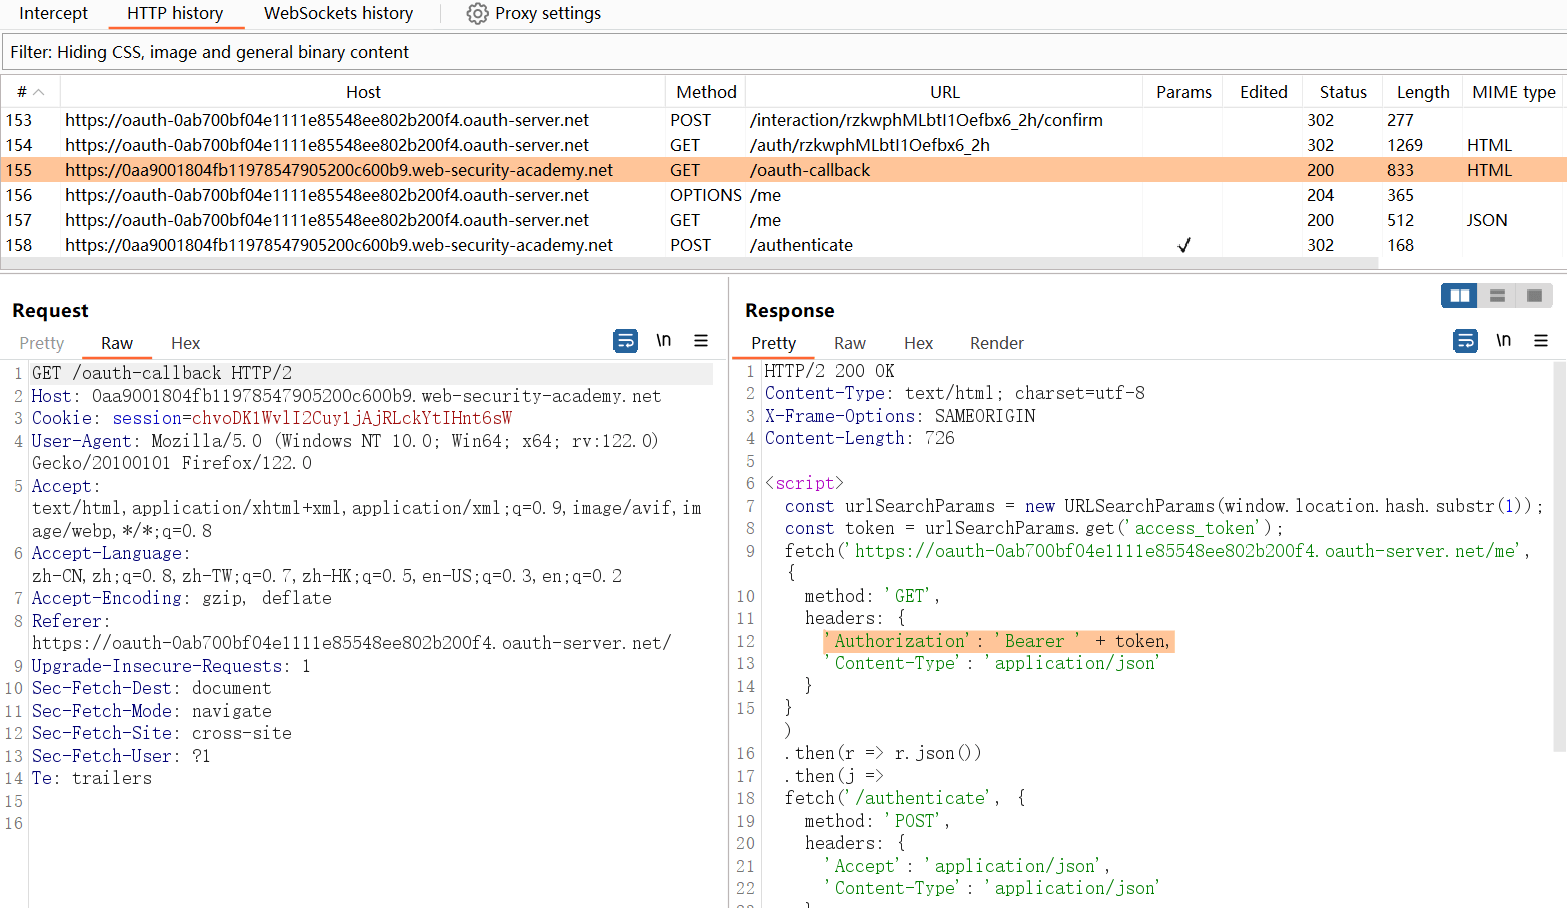 Intercept HTTP history WebSockets history Proxy settings
Filter: Hiding CSS, image and general binary content
# Host Method URL Params Edited Status Length MIME type
153 https://oauth-0ab700bf04e1111e85548ee802b200f4.oauth-server.net POST /interaction/rzkwphMLbtI1Oefbx6_2h/confirm 302 277
154 https://oauth-0ab700bf04e1111e85548ee802b200f4.oauth-server.net GET /auth/rzkwphMLbtI1Oefbx6_2h 302 1269 HTML
155 https://0aa9001804fb11978547905200c600b9.web-security-academy.net GET /oauth-callback 200 833 HTML
156 https://oauth-0ab700bf04e1111e85548ee802b200f4.oauth-server.net OPTIONS /me 204 365
157 https://oauth-0ab700bf04e1111e85548ee802b200f4.oauth-server.net GET /me 200 512 JSON
158 https://0aa9001804fb11978547905200c600b9.web-security-academy.net POST /authenticate ✓ 302 168
Request
Pretty Raw Hex \n
1 GET /oauth-callback HTTP/2
2 Host: 0aa9001804fb11978547905200c600b9.web-security-academy.net
3 Cookie: session=chvoDK1WvlI2Cuy1jAjRLckYtIHnt6sW
4 User-Agent: Mozilla/5.0 (Windows NT 10.0; Win64; x64; rv:122.0)
Gecko/20100101 Firefox/122.0
5 Accept:
text/html,application/xhtml+xml,application/xml;q=0.9,image/avif,im
age/webp,*/*;q=0.8
6 Accept-Language:
zh-CN,zh;q=0.8,zh-TW;q=0.7,zh-HK;q=0.5,en-US;q=0.3,en;q=0.2
7 Accept-Encoding: gzip, deflate
8 Referer:
https://oauth-0ab700bf04e1111e85548ee802b200f4.oauth-server.net/
9 Upgrade-Insecure-Requests: 1
10 Sec-Fetch-Dest: document
11 Sec-Fetch-Mode: navigate
12 Sec-Fetch-Site: cross-site
13 Sec-Fetch-User: ?1
14 Te: trailers
15
16
Response
Pretty Raw Hex Render \n
1 HTTP/2 200 OK
2 Content-Type: text/html; charset=utf-8
3 X-Frame-Options: SAMEORIGIN
4 Content-Length: 726
5
6 <script>
7 const urlSearchParams = new URLSearchParams(window.location.hash.substr(1));
8 const token = urlSearchParams.get('access_token');
9 fetch('https://oauth-0ab700bf04e1111e85548ee802b200f4.oauth-server.net/me',
{
10 method: 'GET',
11 headers: {
12 'Authorization': 'Bearer ' + token,
13 'Content-Type': 'application/json'
14 }
15 }
)
16 .then(r => r.json())
17 .then(j =>
18 fetch('/authenticate', {
19 method: 'POST',
20 headers: {
21 'Accept': 'application/json',
22 'Content-Type': 'application/json'